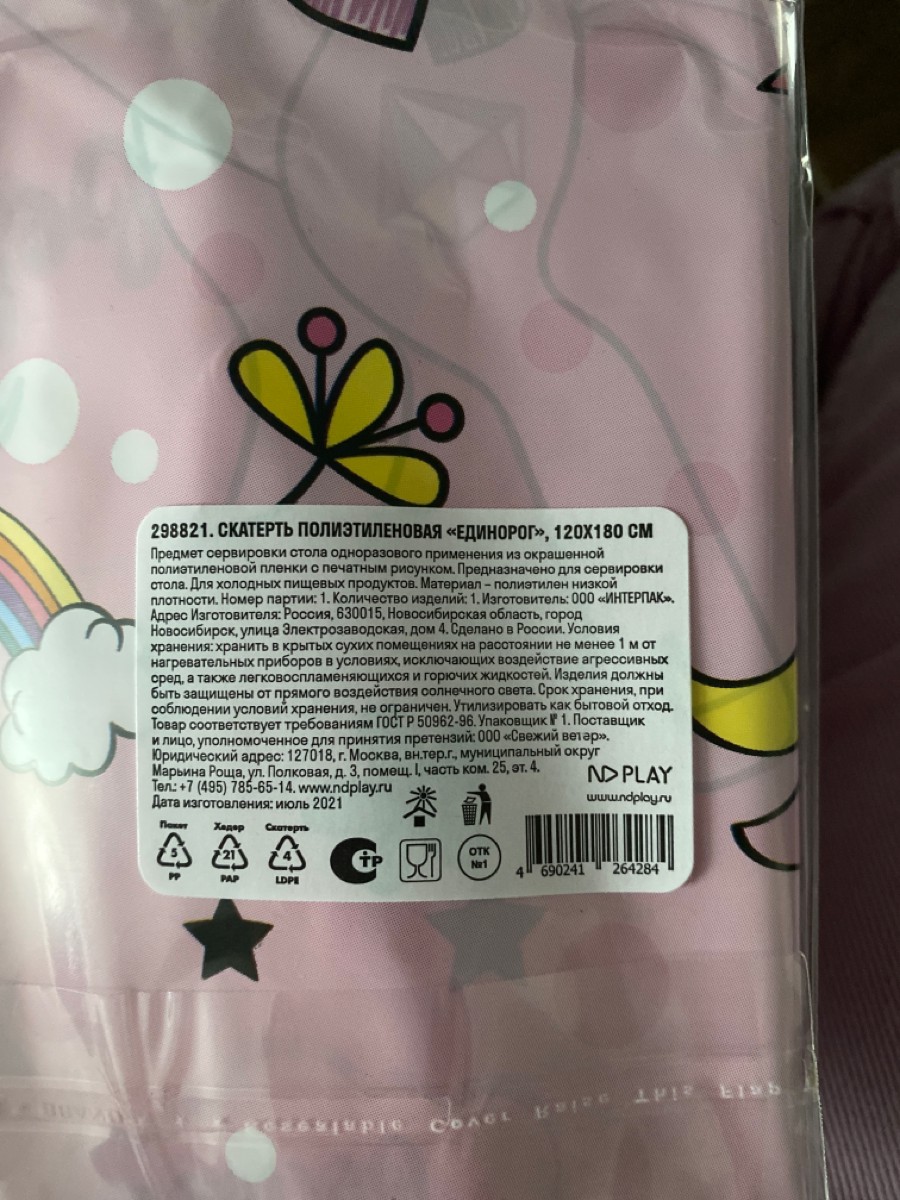 298821. СКАТЕРТЬ ПОЛИЭТИЛЕНОВАЯ «ЕДИНОРОГ», 120Х180 СМ
Предмет сервировки стола одноразового применения из окрашенной
полиэтиленовой пленки с печатным рисунком. Предназначено для сервировки
стола. Для холодных пищевых продуктов. Материал – полиэтилен низкой
плотности. Номер партии: 1. Количество изделий: 1. Изготовитель: ООО «ИНТЕРПАК».
Адрес Изготовителя: Россия, 630015, Новосибирская область, город
Новосибирск, улица Электрозаводская, дом 4. Сделано в России. Условия
хранения: хранить в крытых сухих помещениях на расстоянии не менее 1 м от
нагревательных приборов в условиях, исключающих воздействие агрессивных
сред, а также легковоспламеняющихся и горючих жидкостей. Изделия должны
быть защищены от прямого воздействия солнечного света. Срок хранения, при
соблюдении условий хранения, не ограничен. Утилизировать как бытовой отход.
Товар соответствует требованиям ГОСТ Р 50962-96. Упаковщик № 1. Поставщик
и лицо, уполномоченное для принятия претензий: ООО «Свежий ветер».
Юридический адрес: 127018, г. Москва, вн.тер.г., муниципальный округ
Марьина Роща, ул. Полковая, д. 3, помещ. I, часть ком. 25, эт. 4.
Тел.: +7 (495) 785-65-14. www.ndplay.ru
Дата изготовления: июль 2021
ND PLAY
www.ndplay.ru
Пакет Хедер Скатерть
5 21 4
PP PAP LDPE
СТР
ОТК
№1
4 690241 264284
Resealable Cover Raise This Flap